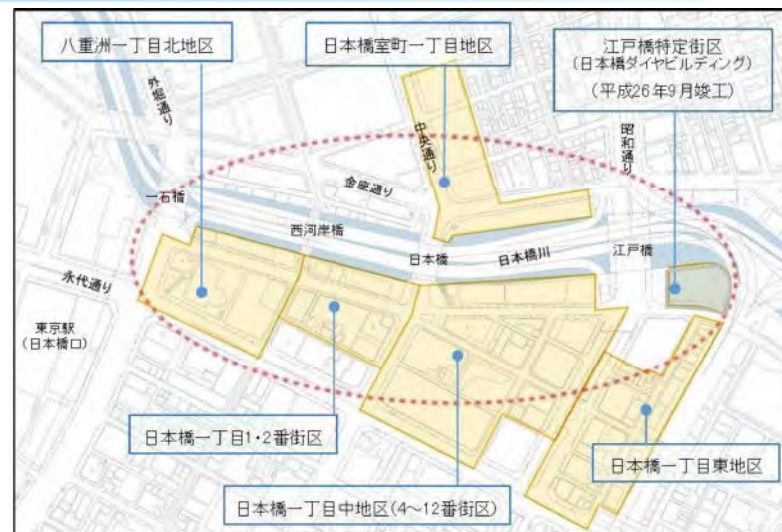 八重洲一丁目北地区
日本橋室町一丁目地区
江戸橋特定街区
(日本橋ダイヤビルディング)
(平成26年9月竣工)
外堀通り
中央通り
昭和通り
金座通り
一石橋
西河岸橋
日本橋
日本橋川
江戸橋
永代通り
東京駅
(日本橋口)
日本橋一丁目1・2番街区
日本橋一丁目東地区
日本橋一丁目中地区(4~12番街区)